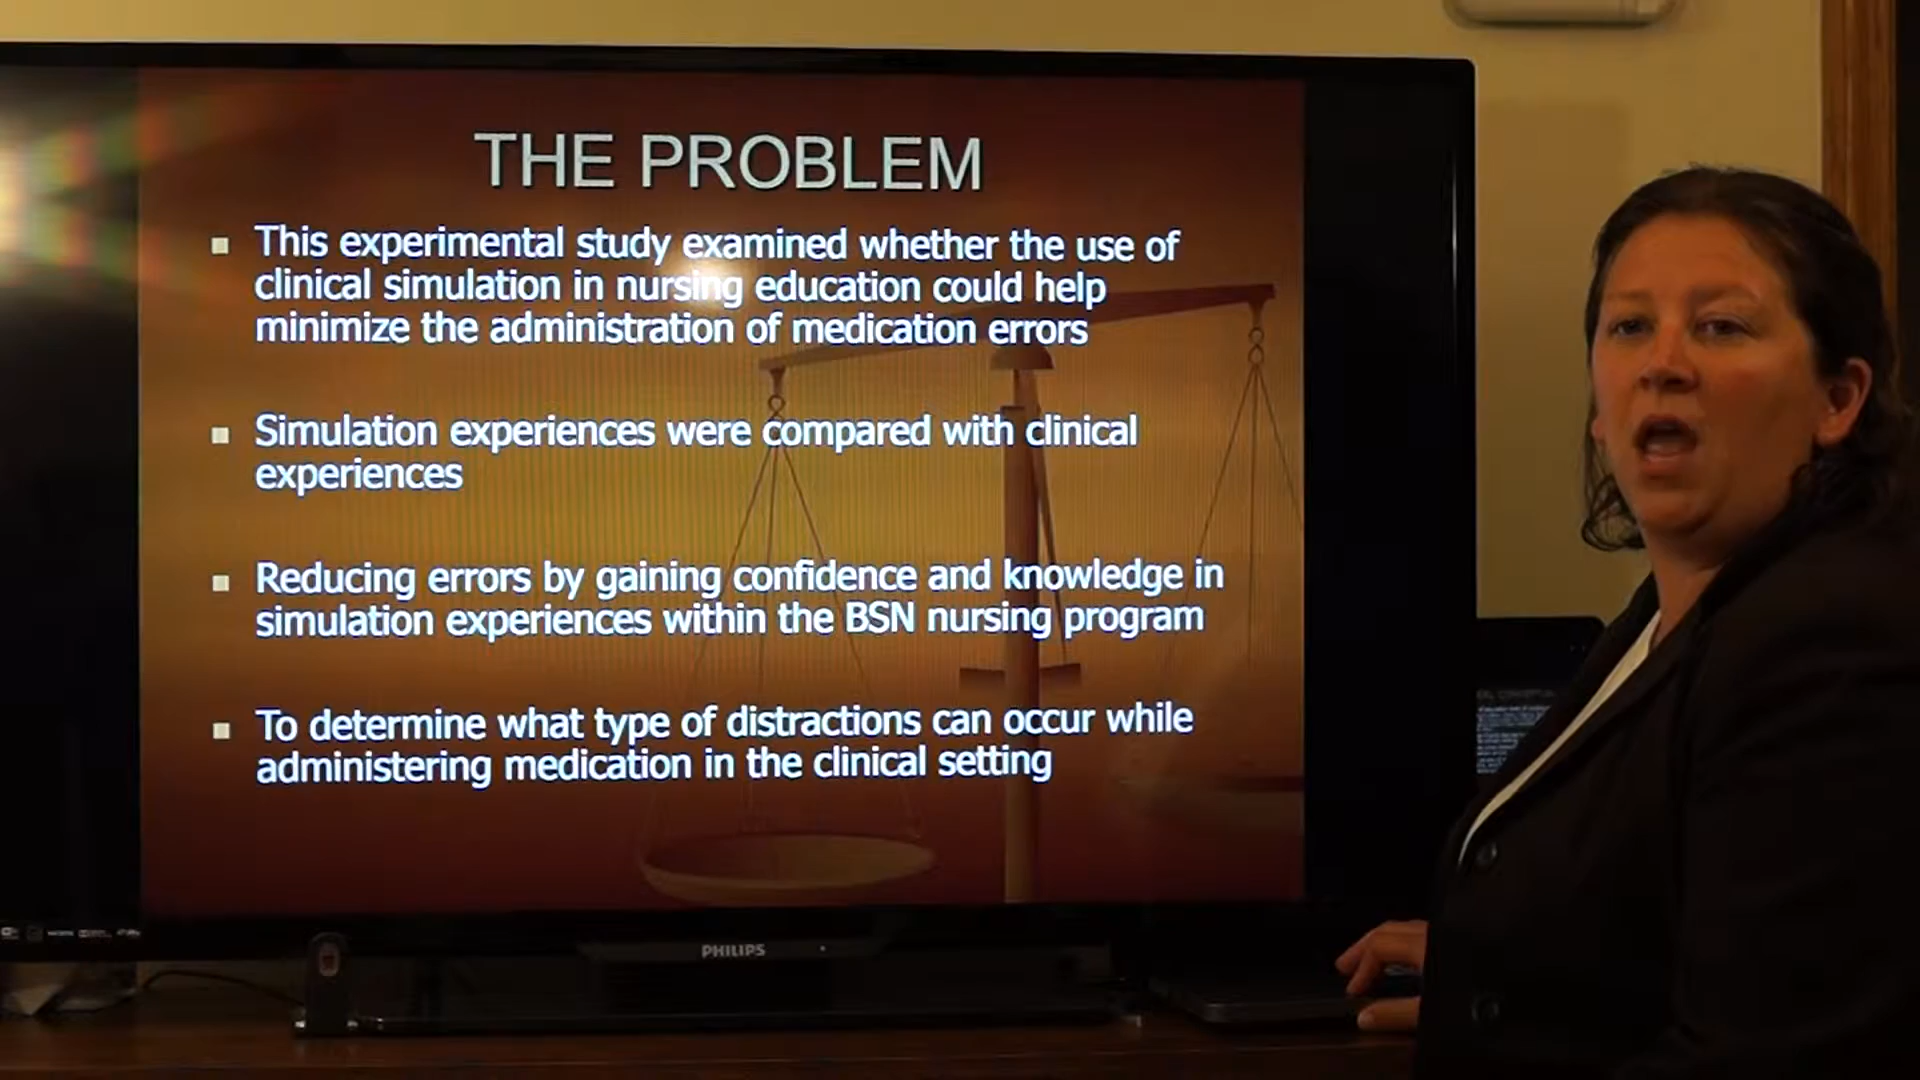 THE PROBLEM
This experimental study examined whether the use of
clinical simulation in nursing education could help
minimize the administration of medication errors
Simulation experiences were compared with clinical
experiences
Reducing errors by gaining confidence and knowledge in
simulation experiences within the BSN nursing program
To determine what type of distractions can occur while
administering medication in the clinical setting
PHILIPS